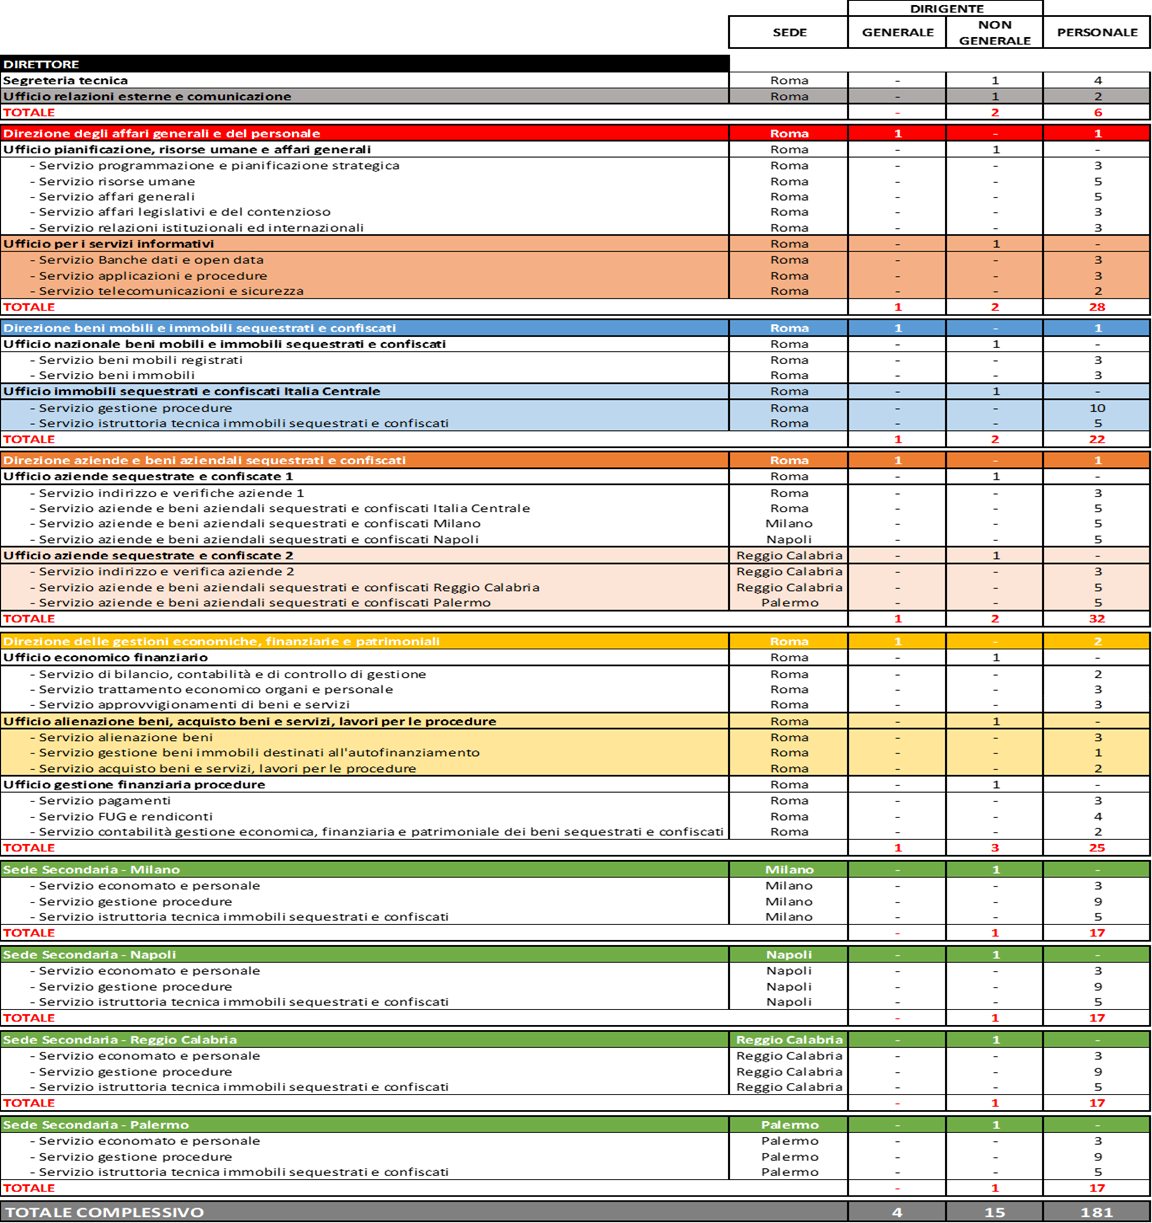 DIRIGENTE
SEDE GENERALE NON GENERALE PERSONALE
DIRETTORE
Segreteria tecnica Roma - 1 4
Ufficio relazioni esterne e comunicazione Roma - 1 2
TOTALE - 2 6
Direzione degli affari generali e del personale Roma 1 - 1
Ufficio pianificazione, risorse umane e affari generali Roma - 1 -
- Servizio programmazione e pianificazione strategica Roma - - 3
- Servizio risorse umane Roma - - 5
- Servizio affari generali Roma - - 5
- Servizio affari legislativi e del contenzioso Roma - - 3
- Servizio relazioni istituzionali ed internazionali Roma - - 3
Ufficio per i servizi informativi Roma - 1 -
- Servizio Banche dati e open data Roma - - 3
- Servizio applicazioni e procedure Roma - - 3
- Servizio telecomunicazioni e sicurezza Roma - - 2
TOTALE 1 2 28
Direzione beni mobili e immobili sequestrati e confiscati Roma 1 - 1
Ufficio nazionale beni mobili e immobili sequestrati e confiscati Roma - 1 -
- Servizio beni mobili registrati Roma - - 3
- Servizio beni immobili Roma - - 3
Ufficio immobili sequestrati e confiscati Italia Centrale Roma - 1 -
- Servizio gestione procedure Roma - - 10
- Servizio istruttoria tecnica immobili sequestrati e confiscati Roma - - 5
TOTALE 1 2 22
Direzione aziende e beni aziendali sequestrati e confiscati Roma 1 - 1
Ufficio aziende sequestrate e confiscate 1 Roma - 1 -
- Servizio indirizzo e verifiche aziende 1 Roma - - 3
- Servizio aziende e beni aziendali sequestrati e confiscati Italia Centrale Roma - - 5
- Servizio aziende e beni aziendali sequestrati e confiscati Milano Milano - - 5
- Servizio aziende e beni aziendali sequestrati e confiscati Napoli Napoli - - 5
Ufficio aziende sequestrate e confiscate 2 Reggio Calabria - 1 -
- Servizio indirizzo e verifica aziende 2 Reggio Calabria - - 3
- Servizio aziende e beni aziendali sequestrati e confiscati Reggio Calabria Reggio Calabria - - 5
- Servizio aziende e beni aziendali sequestrati e confiscati Palermo Palermo - - 5
TOTALE 1 2 32
Direzione delle gestioni economiche, finanziarie e patrimoniali Roma 1 - 2
Ufficio economico finanziario Roma - 1 -
- Servizio di bilancio, contabilità e di controllo di gestione Roma - - 2
- Servizio trattamento economico organi e personale Roma - - 3
- Servizio approvvigionamenti di beni e servizi Roma - - 3
Ufficio alienazione beni, acquisto beni e servizi, lavori per le procedure Roma - 1 -
- Servizio alienazione beni Roma - - 3
- Servizio gestione beni immobili destinati all'autofinanziamento Roma - - 1
- Servizio acquisto beni e servizi, lavori per le procedure Roma - - 2
Ufficio gestione finanziaria procedure Roma - 1 -
- Servizio pagamenti Roma - - 3
- Servizio FUG e rendiconti Roma - - 4
- Servizio contabilità gestione economica, finanziaria e patrimoniale dei beni sequestrati e confiscati Roma - - 2
TOTALE 1 3 25
Sede Secondaria - Milano Milano - 1 -
- Servizio economato e personale Milano - - 3
- Servizio gestione procedure Milano - - 9
- Servizio istruttoria tecnica immobili sequestrati e confiscati Milano - - 5
TOTALE - 1 17
Sede Secondaria - Napoli Napoli - 1 -
- Servizio economato e personale Napoli - - 3
- Servizio gestione procedure Napoli - - 9
- Servizio istruttoria tecnica immobili sequestrati e confiscati Napoli - - 5
TOTALE - 1 17
Sede Secondaria - Reggio Calabria Reggio Calabria - 1 -
- Servizio economato e personale Reggio Calabria - - 3
- Servizio gestione procedure Reggio Calabria - - 9
- Servizio istruttoria tecnica immobili sequestrati e confiscati Reggio Calabria - - 5
TOTALE - 1 17
Sede Secondaria - Palermo Palermo - 1 -
- Servizio economato e personale Palermo - - 3
- Servizio gestione procedure Palermo - - 9
- Servizio istruttoria tecnica immobili sequestrati e confiscati Palermo - - 5
TOTALE - 1 17
TOTALE COMPLESSIVO 4 15 181